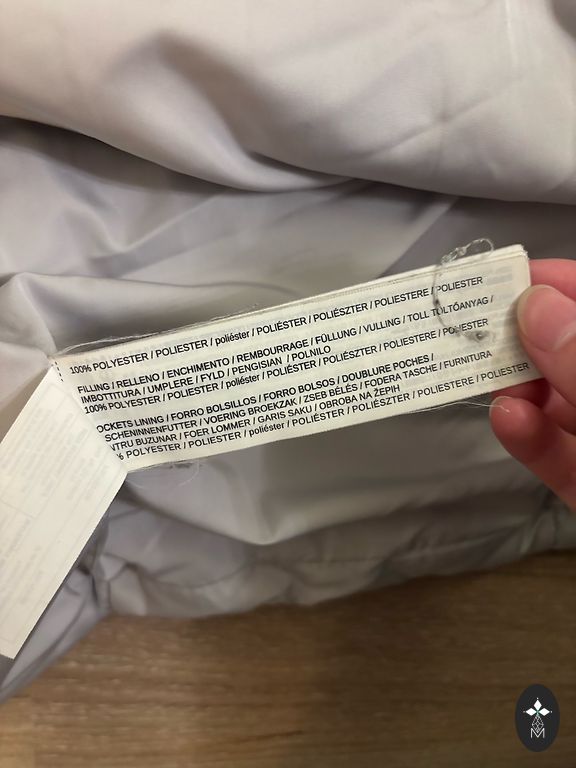 100% POLYESTER / POLIESTER / poliéster / POLIÉSTER / POLIÉSZTER / POLIESTERE / POLIESTER
FILLING / RELLENO / ENCHIMENTO / REMBOURRAGE / FÜLLUNG / VULLING / TOLL TÖLTŐANYAG /
IMBOTTITURA / UMPLERE / FYLD / PENGISIAN / POLNILO
100% POLYESTER / POLIESTER / poliéster / POLIÉSTER / POLIÉSZTER / POLIESTERE / POLIESTER
OCKETS LINING / FORRO BOLSILLOS / FORRO BOLSOS / DOUBLURE POCHES /
SCHENINNENFUTTER / VOERING BROEKZAK / ZSEB BÉLÉS / FODERA TASCHE / FURNITURA
NTRU BUZUNAR / FOER LOMMER / GARIS SAKU / OBROBA NA ŽEPIH
% POLYESTER / POLIESTER / poliéster / POLIÉSTER / POLIÉSZTER / POLIESTERE / POLIESTER
M